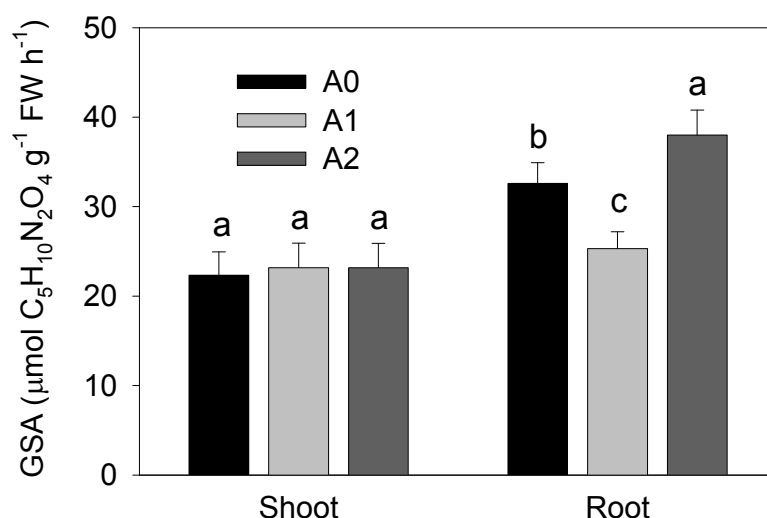 GSA (μmol C₅H₁₀N₂O₄ g⁻¹ FW h⁻¹)
50
40
30
20
10
0
A0
A1
A2
a a a
b c a
Shoot Root